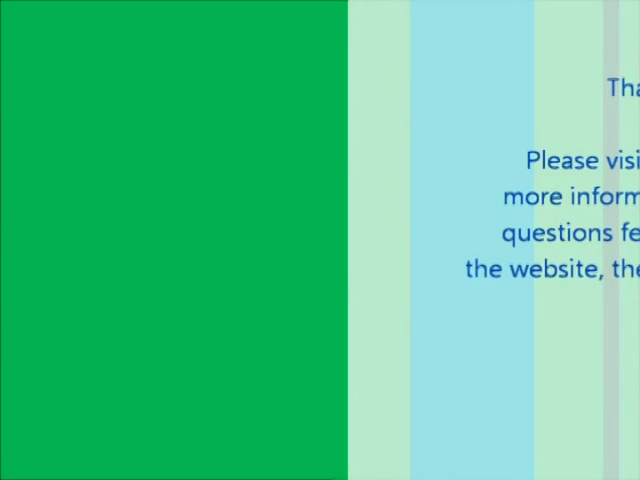 Tha
Please visi
more inform
questions fe
the website, the